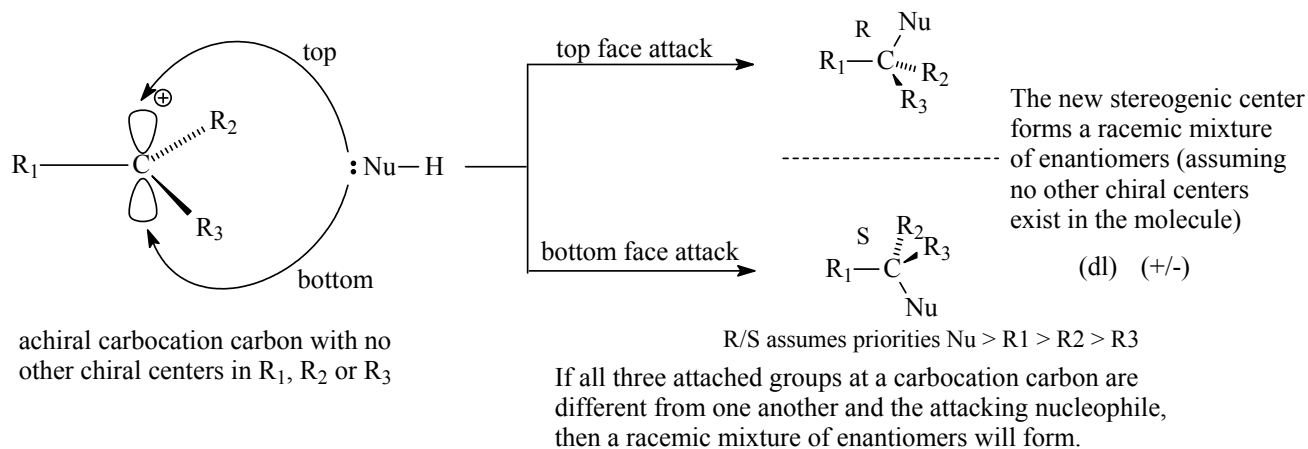 top
R1
C
⊕
R2
R3
:Nu—H
bottom
achiral carbocation carbon with no
other chiral centers in R1, R2 or R3
top face attack
R
Nu
R1
C
R2
R3
bottom face attack
S
R2
R3
R1
C
Nu
The new stereogenic center
forms a racemic mixture
of enantiomers (assuming
no other chiral centers
exist in the molecule)
(dl) (+/-)
R/S assumes priorities Nu > R1 > R2 > R3
If all three attached groups at a carbocation carbon are
different from one another and the attacking nucleophile,
then a racemic mixture of enantiomers will form.